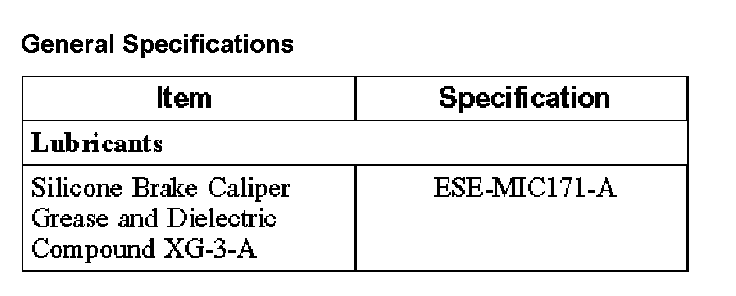 General Specifications
Item Specification
Lubricants
Silicone Brake Caliper ESE-MIC171-A
Grease and Dielectric
Compound XG-3-A